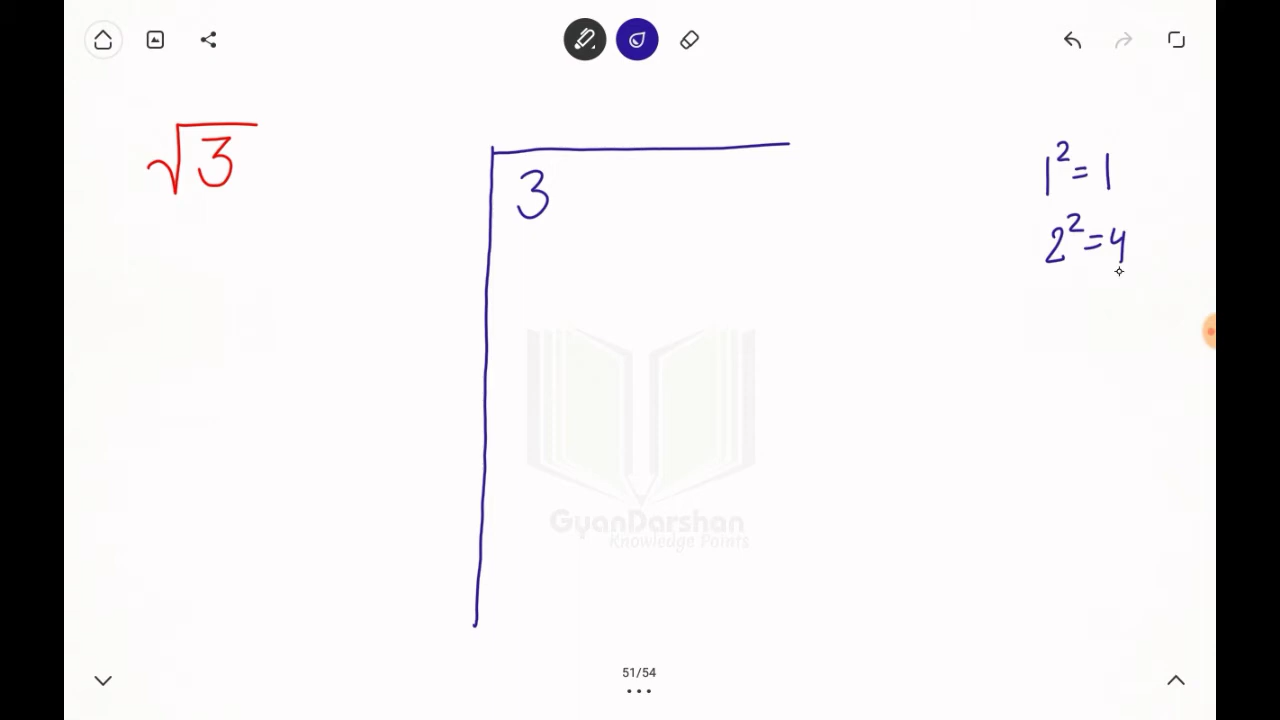 √3
3
1² = 1
2² = 4
GyanDarshan
Knowledge Points
51/54